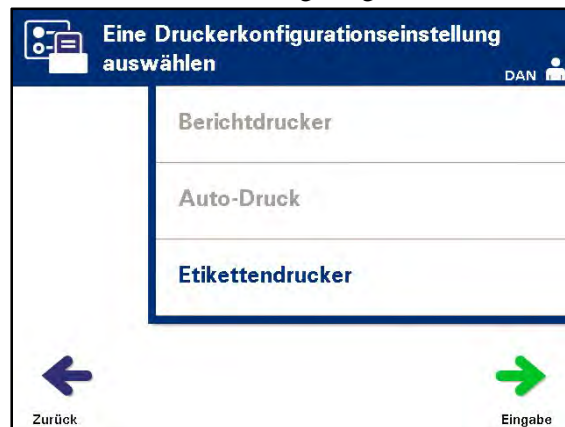 Eine Druckerkonfigurationseinstellung
auswählen
DAN
Berichtdrucker
Auto-Druck
Etikettendrucker
Zurück
Eingabe